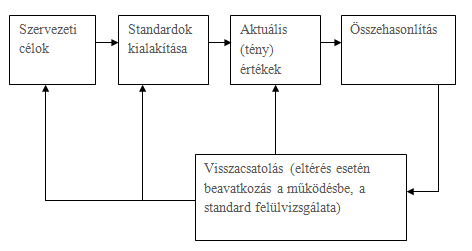 Szervezeti
célok
Standardok
kialakítása
Aktuális
(tény)
értékek
Összehasonlítás
Visszacsatolás (eltérés esetén
beavatkozás a működésbe, a
standard felülvizsgálata)